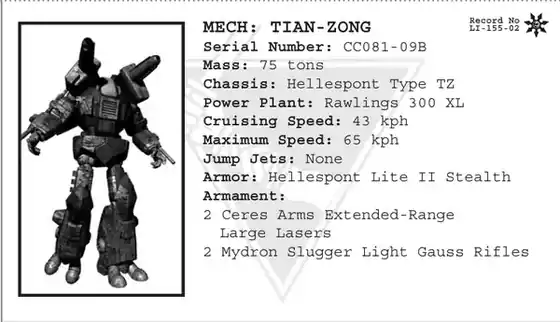 MECH: TIAN-ZONG
Record No
LI-155-02
Serial Number: CC081-09B
Mass: 75 tons
Chassis: Hellespont Type TZ
Power Plant: Rawlings 300 XL
Cruising Speed: 43 kph
Maximum Speed: 65 kph
Jump Jets: None
Armor: Hellespont Lite II Stealth
Armament:
2 Ceres Arms Extended-Range
Large Lasers
2 Mydron Slugger Light Gauss Rifles